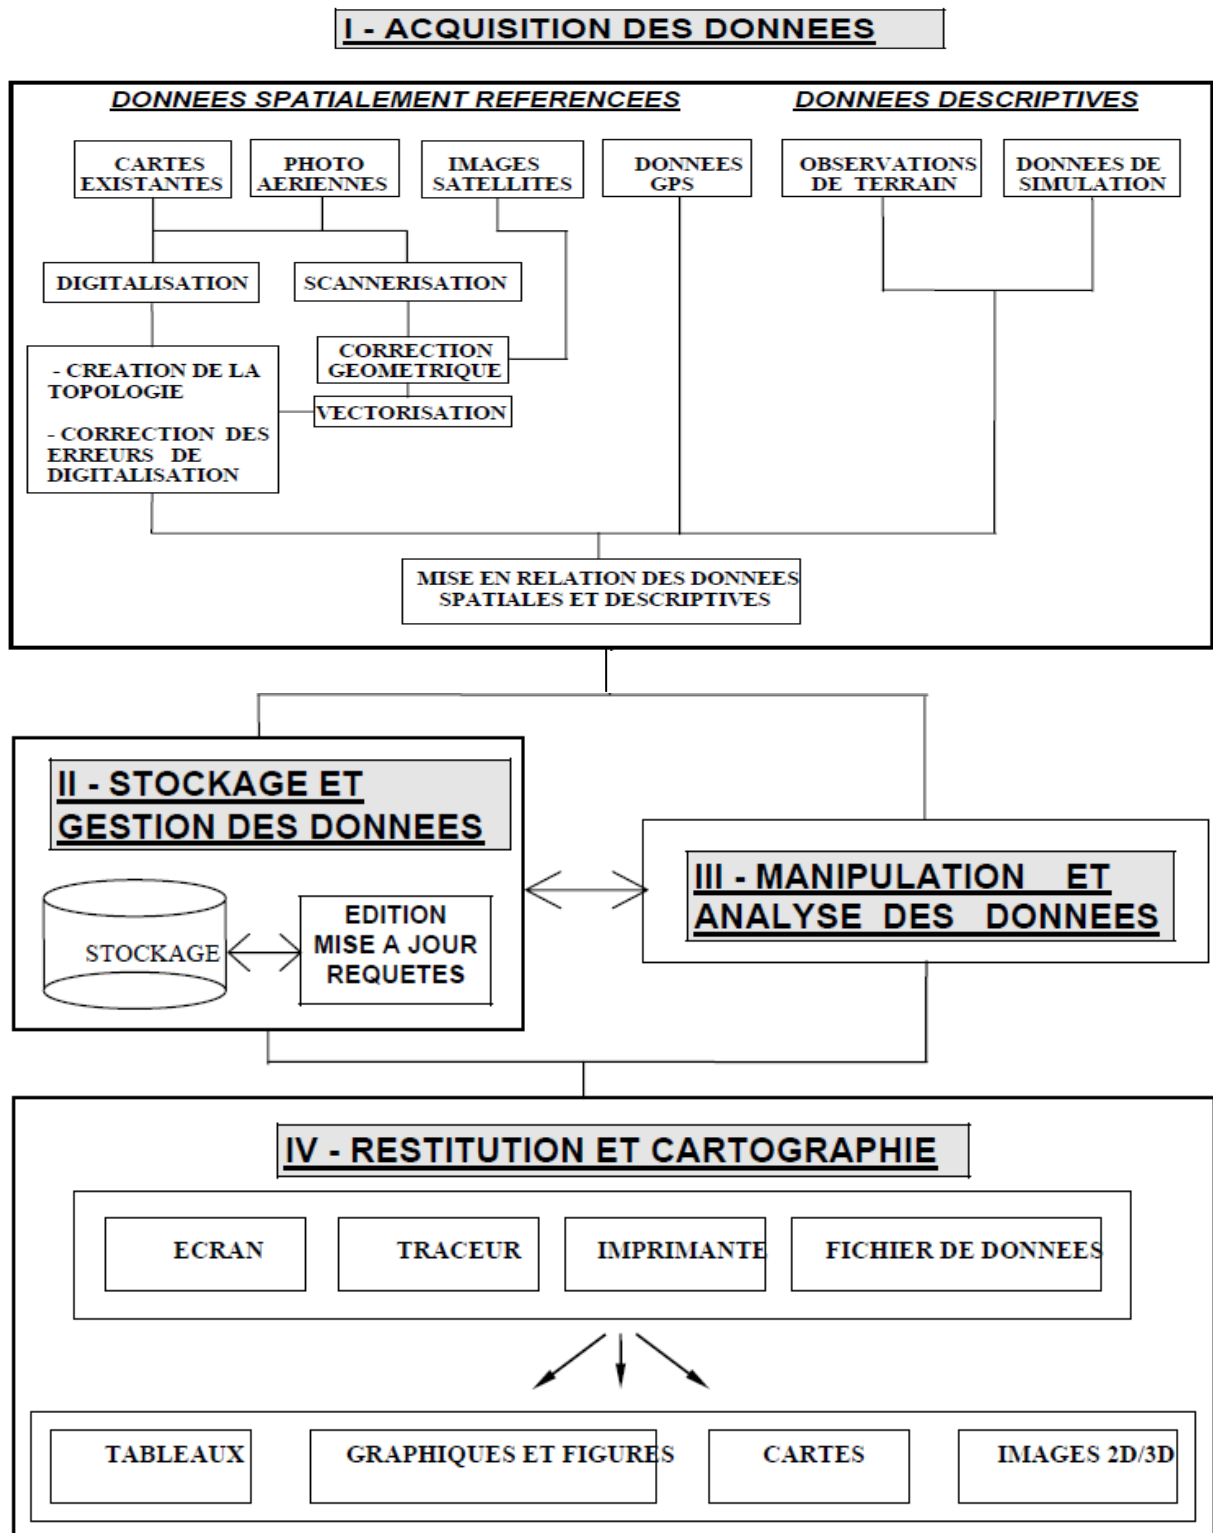 I - ACQUISITION DES DONNEES
DONNEES SPATIALEMENT REFERENCEES
DONNEES DESCRIPTIVES
CARTES
EXISTANTES
PHOTO
AERIENNES
IMAGES
SATELLITES
DONNEES
GPS
OBSERVATIONS
DE TERRAIN
DONNEES DE
SIMULATION
DIGITALISATION
SCANNERISATION
CORRECTION
GEOMETRIQUE
VECTORISATION
- CREATION DE LA
TOPOLOGIE
- CORRECTION DES
ERREURS DE
DIGITALISATION
MISE EN RELATION DES DONNEES
SPATIALES ET DESCRIPTIVES
II - STOCKAGE ET
GESTION DES DONNEES
STOCKAGE
EDITION
MISE A JOUR
REQUETES
III - MANIPULATION ET
ANALYSE DES DONNEES
IV - RESTITUTION ET CARTOGRAPHIE
ECRAN
TRACEUR
IMPRIMANTE
FICHIER DE DONNEES
TABLEAUX
GRAPHIQUES ET FIGURES
CARTES
IMAGES 2D/3D